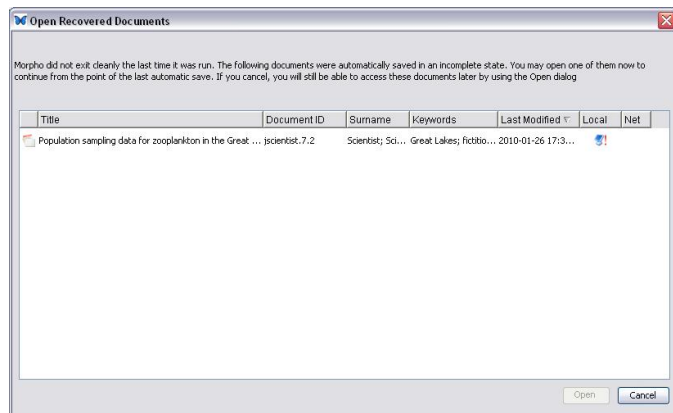 Open Recovered Documents
Morpho did not exit cleanly the last time it was run. The following documents were automatically saved in an incomplete state. You may open one of them now to
continue from the point of the last automatic save. If you cancel, you will still be able to access these documents later by using the Open dialog
Title Document ID Surname Keywords Last Modified Local Net
Population sampling data for zooplankton in the Great ... jscientist.7.2 Scientist; Sci... Great Lakes; fictitio... 2010-01-26 17:3...
Open Cancel